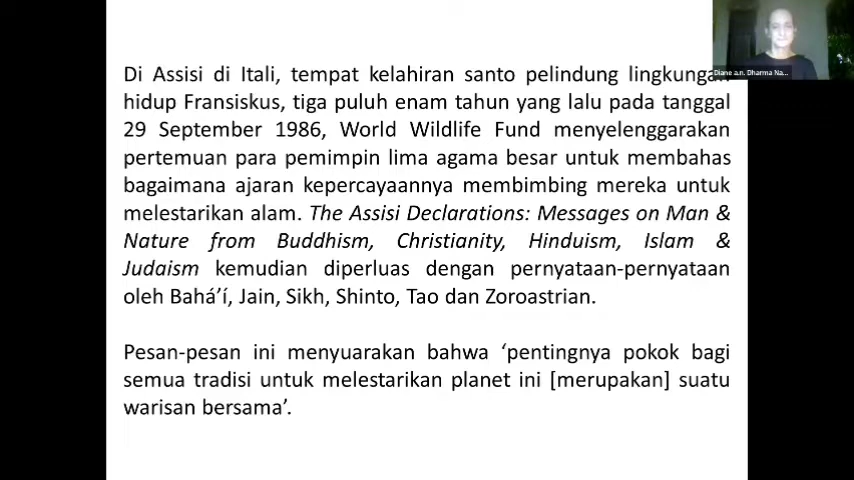 Diane a.n. Dharma Na...
Di Assisi di Itali, tempat kelahiran santo pelindung lingkungan
hidup Fransiskus, tiga puluh enam tahun yang lalu pada tanggal
29 September 1986, World Wildlife Fund menyelenggarakan
pertemuan para pemimpin lima agama besar untuk membahas
bagaimana ajaran kepercayaannya membimbing mereka untuk
melestarikan alam. The Assisi Declarations: Messages on Man &
Nature from Buddhism, Christianity, Hinduism, Islam &
Judaism kemudian diperluas dengan pernyataan-pernyataan
oleh Bahá’í, Jain, Sikh, Shinto, Tao dan Zoroastrian.
Pesan-pesan ini menyuarakan bahwa ‘pentingnya pokok bagi
semua tradisi untuk melestarikan planet ini [merupakan] suatu
warisan bersama’.